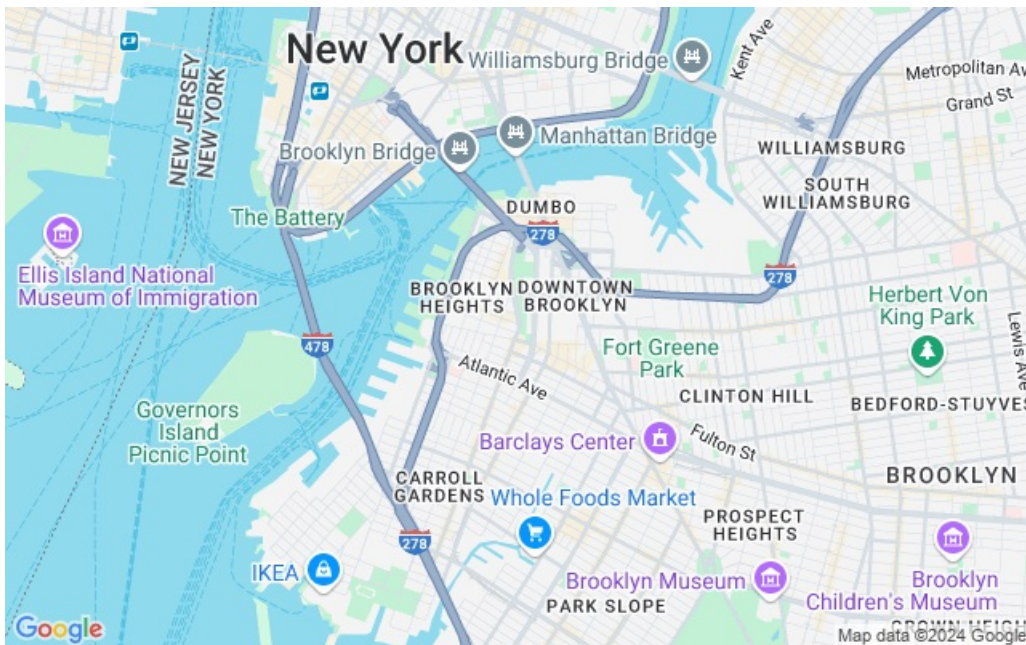 New York
Williamsburg Bridge
Kent Ave
Metropolitan Av
Grand St
NEW JERSEY
NEW YORK
Brooklyn Bridge
Manhattan Bridge
WILLIAMSBURG
SOUTH
WILLIAMSBURG
The Battery
DUMBO
278
Ellis Island National
Museum of Immigration
BROOKLYN
HEIGHTS
DOWNTOWN
BROOKLYN
278
Herbert Von
King Park
Lewis Ave
478
Fort Greene
Park
Atlantic Ave
CLINTON HILL
BEDFORD-STUYVES
Governors
Island
Picnic Point
Barclays Center
Fulton St
CARROLL
GARDENS
Whole Foods Market
BROOKLYN
PROSPECT
HEIGHTS
278
IKEA
Brooklyn Museum
Brooklyn
Children's Museum
PARK SLOPE
CROWN HEIGH
Google
Map data ©2024 Google